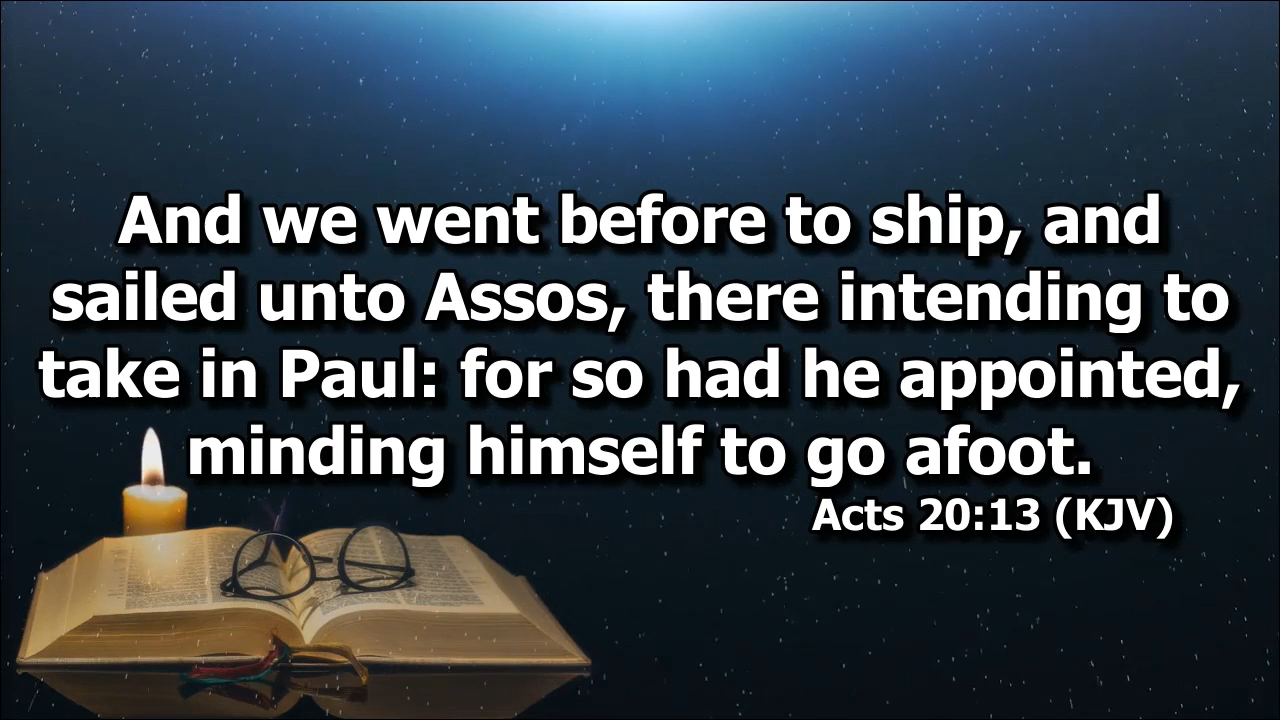 And we went before to ship, and
sailed unto Assos, there intending to
take in Paul: for so had he appointed,
minding himself to go afoot.
Acts 20:13 (KJV)